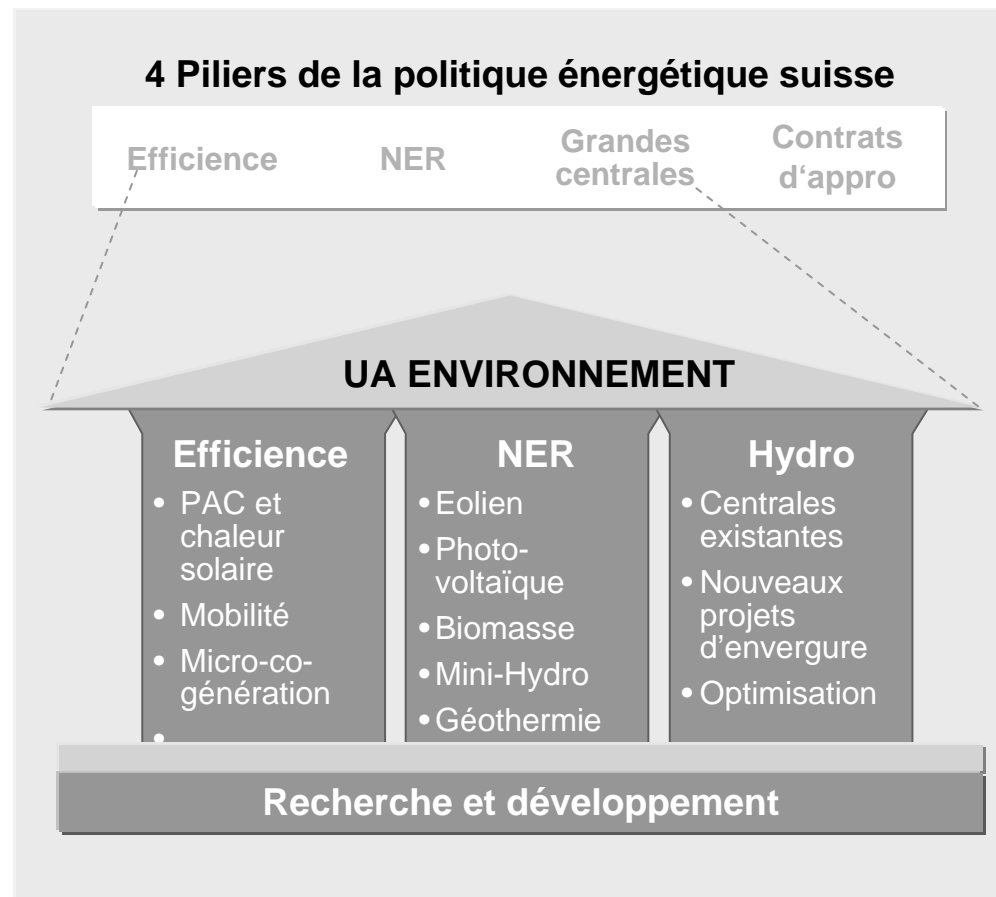 4 Piliers de la politique énergétique suisse
Efficience
NER
Grandes
centrales
Contrats
d‘appro
UA ENVIRONNEMENT
Efficience
• PAC et
chaleur
solaire
• Mobilité
• Micro-co-
génération
•
NER
• Eolien
• Photo-
voltaïque
• Biomasse
• Mini-Hydro
• Géothermie
Hydro
• Centrales
existantes
• Nouveaux
projets
d'envergure
• Optimisation
Recherche et développement